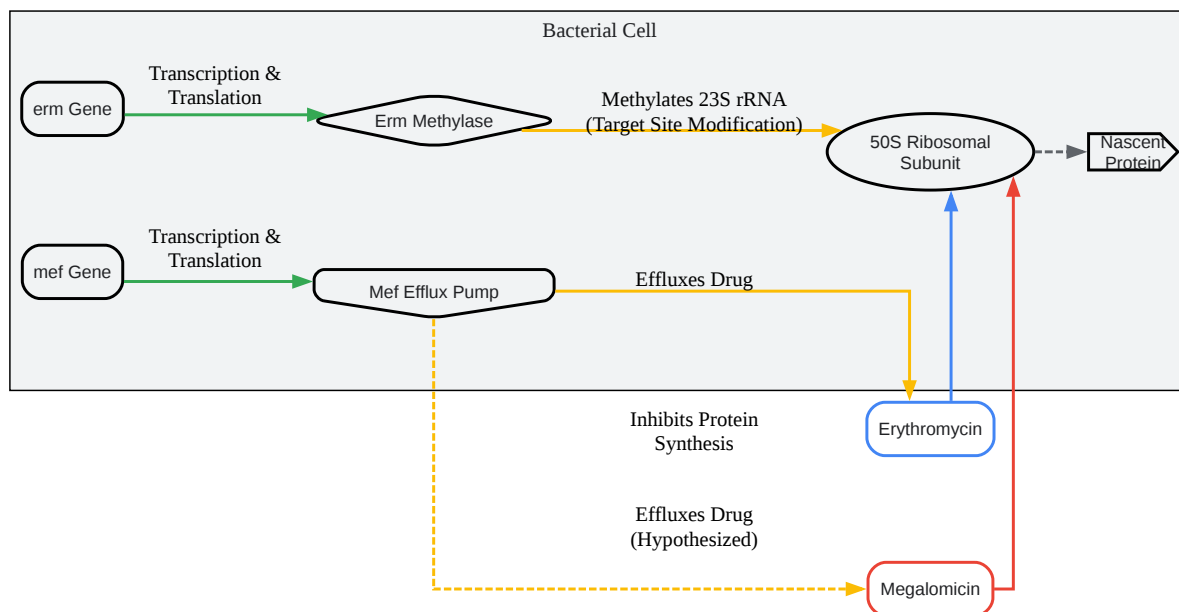 Bacterial Cell
Transcription &
Translation
erm Gene
Erm Methylase
Methylates 23S rRNA
(Target Site Modification)
50S Ribosomal
Subunit
Nascent
Protein
Transcription &
Translation
mef Gene
Mef Efflux Pump
Effluxes Drug
Inhibits Protein
Synthesis
Erythromycin
Effluxes Drug
(Hypothesized)
Megalomicin